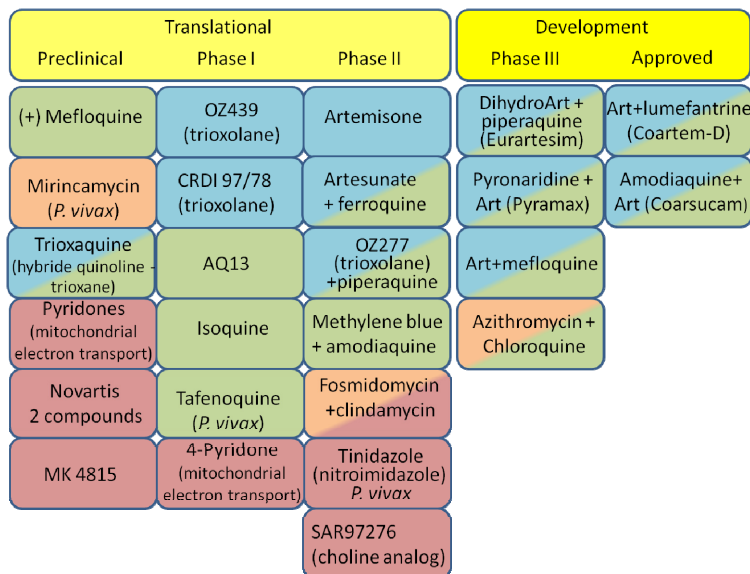 Translational
Development
Preclinical
Phase I
Phase II
Phase III
Approved
(+) Mefloquine
Mirincamycin
(P. vivax)
Trioxaquine
(hybride quinoline -
trioxane)
Pyridones
(mitochondrial
electron transport)
Novartis
2 compounds
MK 4815
OZ439
(trioxolane)
CRDI 97/78
(trioxolane)
AQ13
Isoquine
Tafenoquine
(P. vivax)
4-Pyridone
(mitochondrial
electron transport)
Artemisone
Artesunate
+ ferroquine
OZ277
(trioxolane)
+piperaquine
Methylene blue
+ amodiaquine
Fosmidomycin
+clindamycin
Tinidazole
(nitroimidazole)
P. vivax
SAR97276
(choline analog)
DihydroArt +
piperaquine
(Eurartesim)
Pyronaridine +
Art (Pyramax)
Art+mefloquine
Azithromycin +
Chloroquine
Art+lumefantrine
(Coartem-D)
Amodiaquine+
Art (Coarsucam)